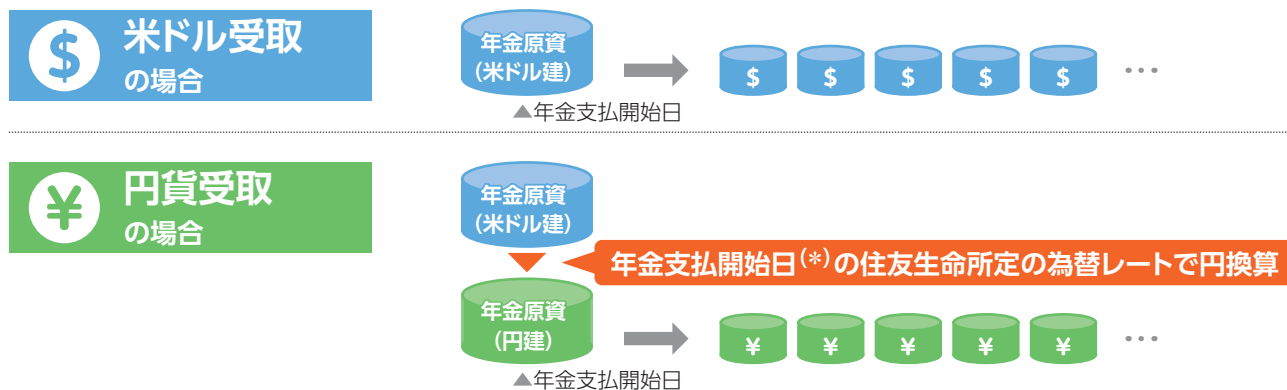 $
米ドル受取
の場合
年金原資
(米ドル建)
$ $ $ $ $ …
▲年金支払開始日
¥
円貨受取
の場合
年金原資
(米ドル建)
年金支払開始日(*)の住友生命所定の為替レートで円換算
年金原資
(円建)
¥ ¥ ¥ ¥ ¥ …
▲年金支払開始日